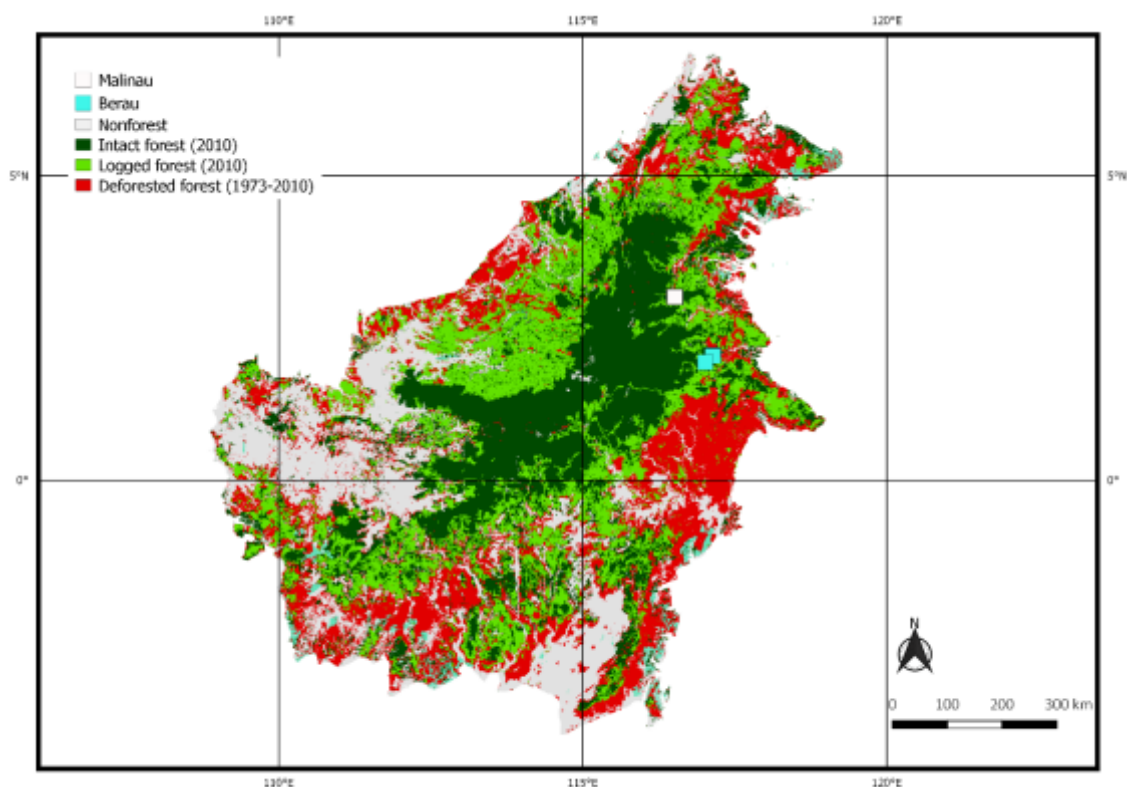 110°E 115°E 120°E
Malinau
Berau
Nonforest
Intact forest (2010)
Logged forest (2010)
Deforested forest (1973-2010)
5°N 5°N
0° 0°
N
0 100 200 300 km
110°E 115°E 120°E